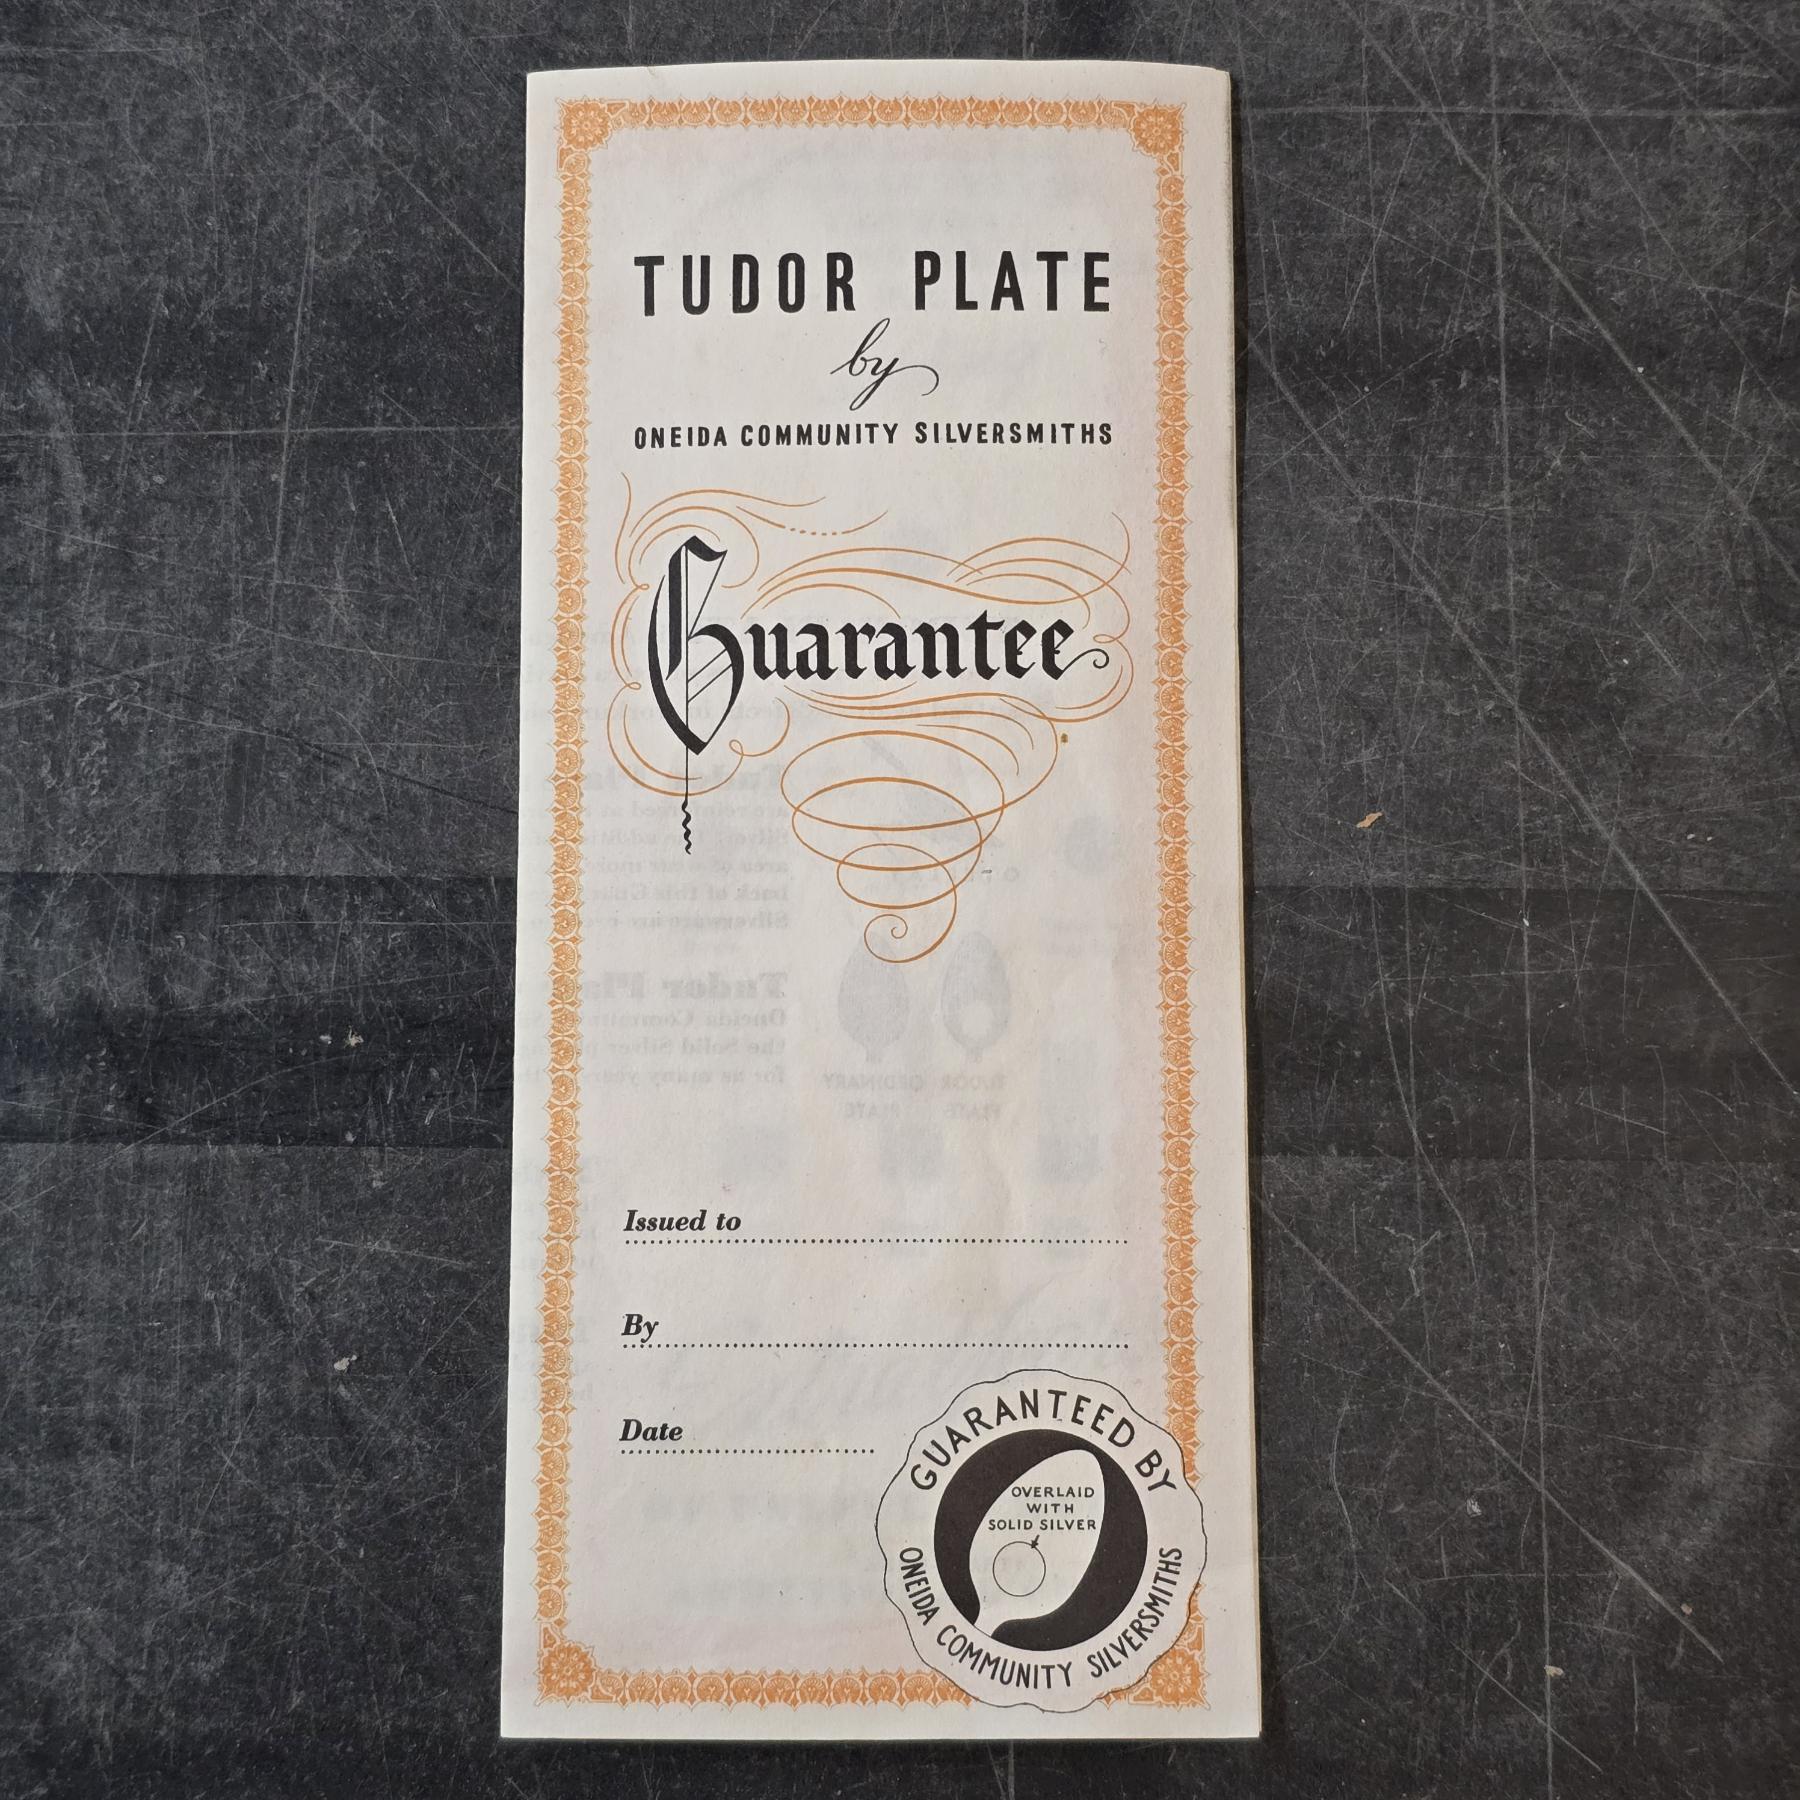 TUDOR PLATE
by
ONEIDA COMMUNITY SILVERSMITHS
Guarantee
Issued to
By
Date
GUARANTEED BY
OVERLAID
WITH
SOLID SILVER
ONEIDA COMMUNITY SILVERSMITHS